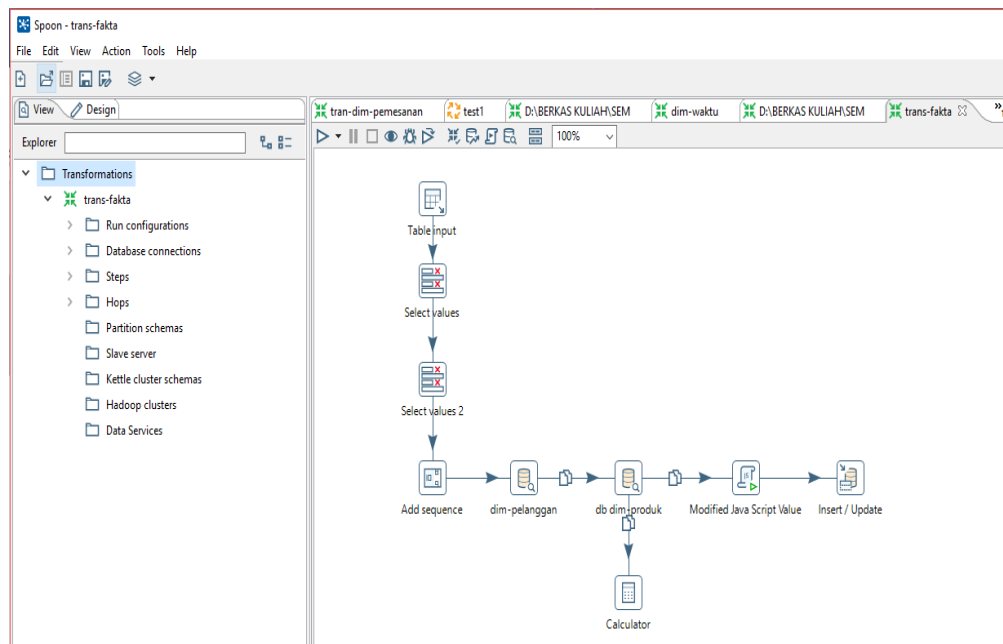 Spoon - trans-fakta
File Edit View Action Tools Help
View Design
tran-dim-pemesanan test1 D:\BERKAS KULIAH\SEM dim-waktu D:\BERKAS KULIAH\SEM trans-fakta
Explorer
100%
Transformations
trans-fakta
Run configurations
Database connections
Steps
Hops
Partition schemas
Slave server
Kettle cluster schemas
Hadoop clusters
Data Services
Table input
Select values
Select values 2
Add sequence dim-pelanggan db dim-produk Modified Java Script Value Insert / Update
Calculator